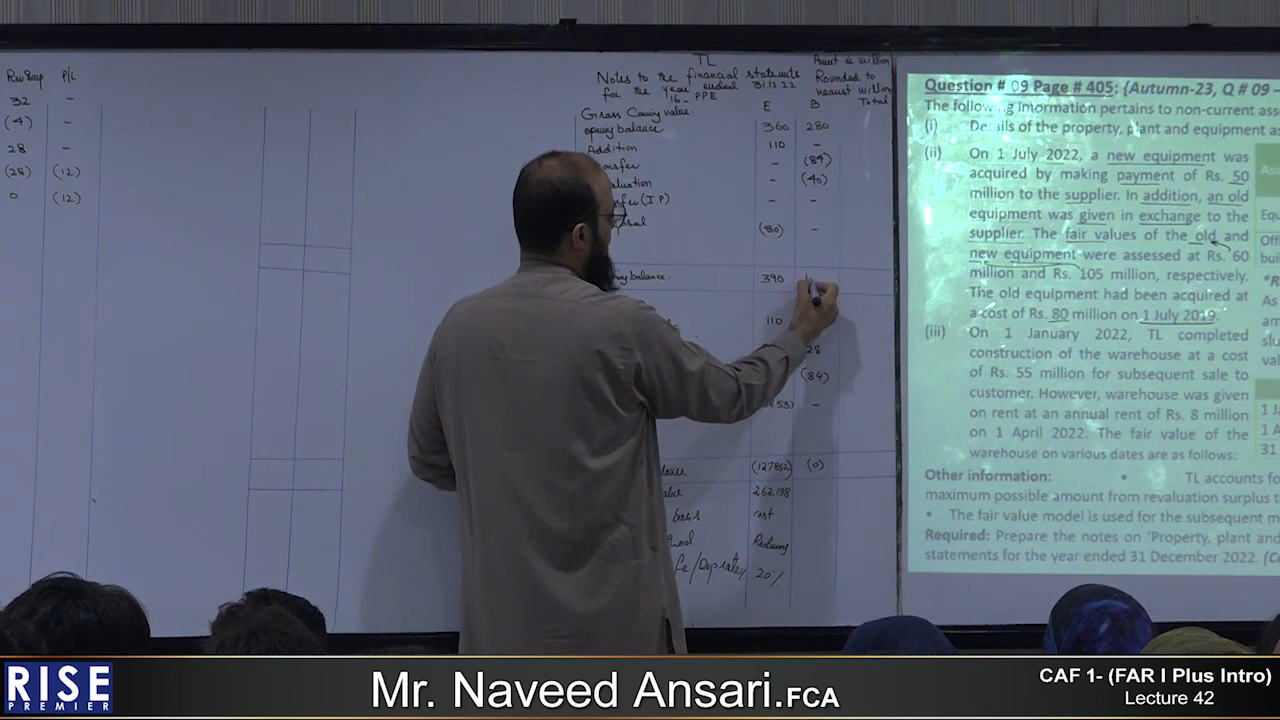 Rev Surp P/L
32 -
(4) -
28 -
(28) (12)
0 (12)
TL
Notes to the financial statements
for the year ended 31.12.22
16 - PPE
Amount in million
Rounded to
nearest million
Total
Gross Carrying value E B
opening balance 360 280
Addition 110 -
(84)
(40)
(I.P) - -
(80) -
balance 390
110
28
(84)
-
(127862) (0)
262,138
basis cost
Reducing
/Dep rate % 20%
Question # 09 Page # 405: {Autumn-23, Q # 09 –
The following information pertains to non-current ass
(i) Details of the property, plant and equipment a
(ii) On 1 July 2022, a new equipment was
acquired by making payment of Rs. 50
million to the supplier. In addition, an old
equipment was given in exchange to the
supplier. The fair values of the old and
new equipment were assessed at Rs. 60
million and Rs. 105 million, respectively.
The old equipment had been acquired at
a cost of Rs. 80 million on 1 July 2019.
(iii) On 1 January 2022, TL completed
construction of the warehouse at a cost
of Rs. 55 million for subsequent sale to
customer. However, warehouse was given
on rent at an annual rent of Rs. 8 million
on 1 April 2022. The fair value of the
warehouse on various dates are as follows:
Ass
Equ
Offi
bui
*R
As
am
slu
val
1 J
1 A
31
Other information: • TL accounts fo
maximum possible amount from revaluation surplus t
• The fair value model is used for the subsequent m
Required: Prepare the notes on 'Property, plant and
statements for the year ended 31 December 2022. (Ca
RISE
PREMIER
Mr. Naveed Ansari.FCA
CAF 1- (FAR I Plus Intro)
Lecture 42